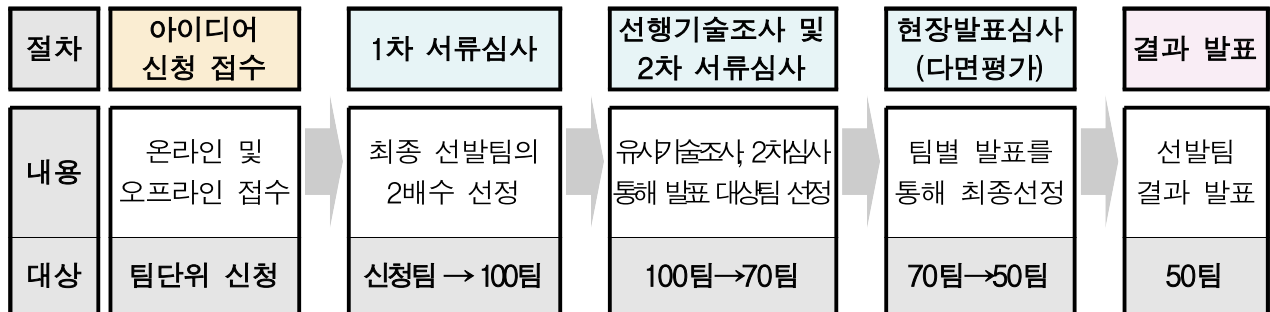 절차
아이디어
신청 접수
1차 서류심사
선행기술조사 및
2차 서류심사
현장발표심사
(다면평가)
결과 발표
내용
온라인 및
오프라인 접수
최종 선발팀의
2배수 선정
유사기술조사, 2차심사
통해 발표 대상팀 선정
팀별 발표를
통해 최종선정
선발팀
결과 발표
대상
팀단위 신청
신청팀 → 100팀
100팀→70팀
70팀→50팀
50팀